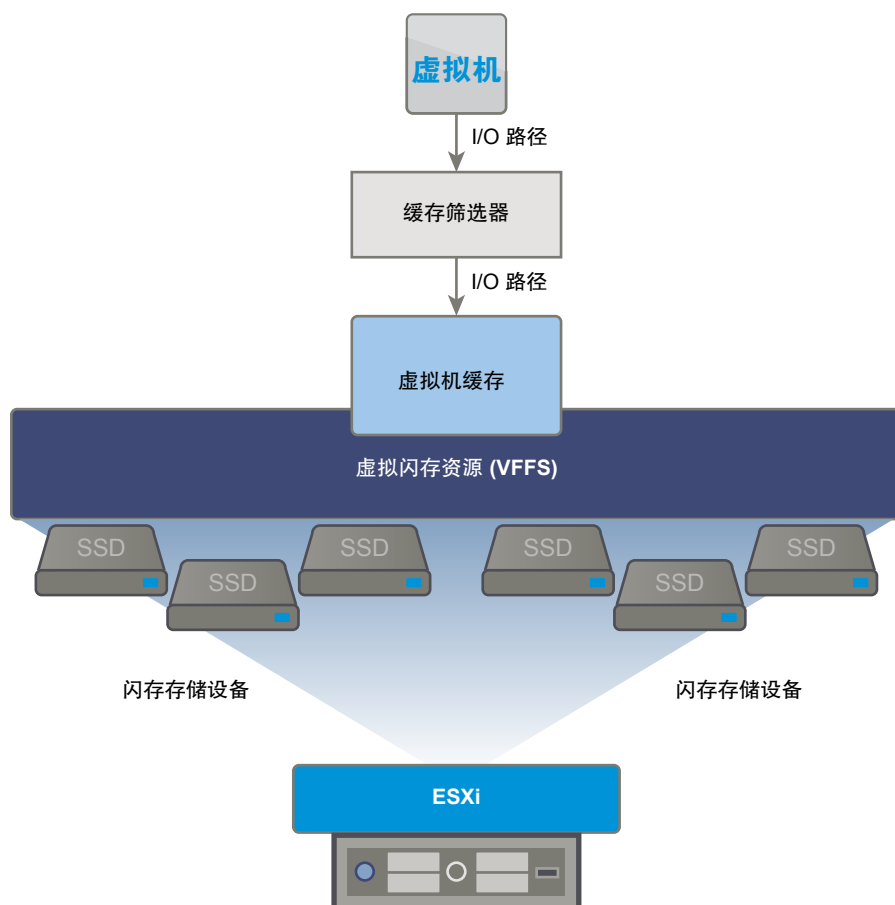 虚拟机
I/O 路径
缓存筛选器
I/O 路径
虚拟机缓存
虚拟闪存资源 (VFFS)
SSD
SSD
SSD
SSD
SSD
SSD
闪存存储设备
闪存存储设备
ESXi